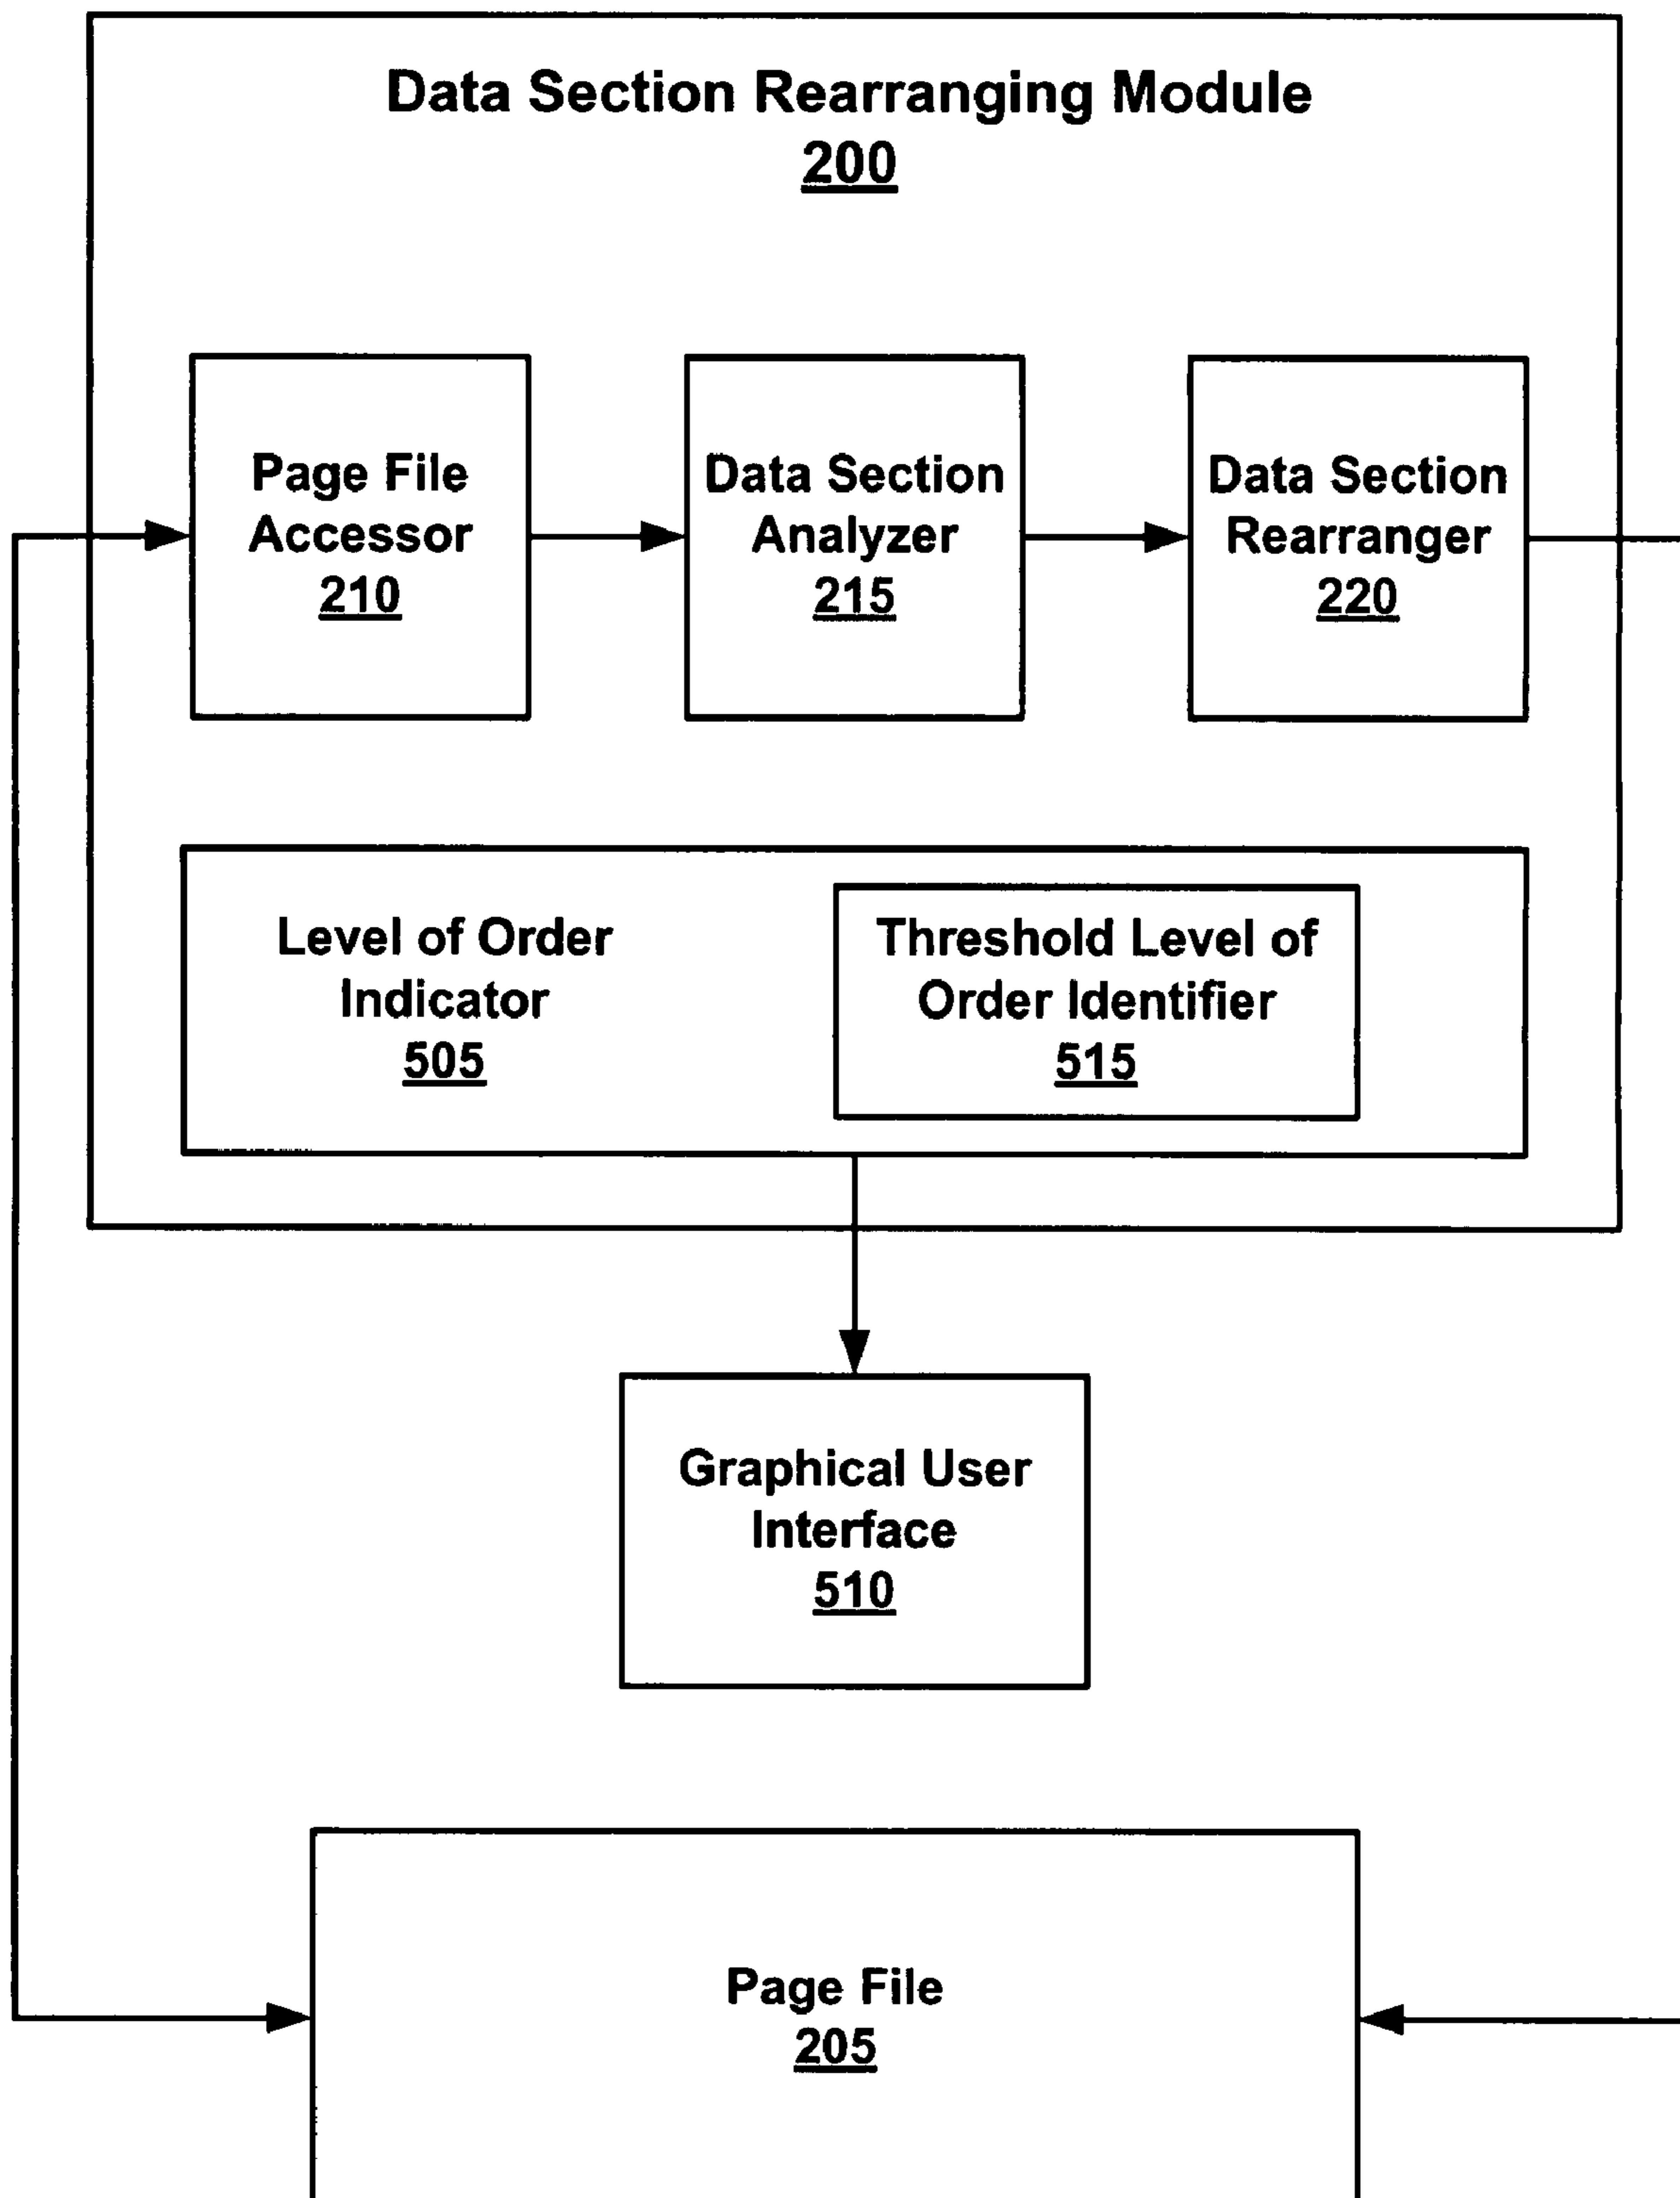 Data Section Rearranging Module
200
Page File
Accessor
210
Data Section
Analyzer
215
Data Section
Rearranger
220
Level of Order
Indicator
505
Threshold Level of
Order Identifier
515
Graphical User
Interface
510
Page File
205